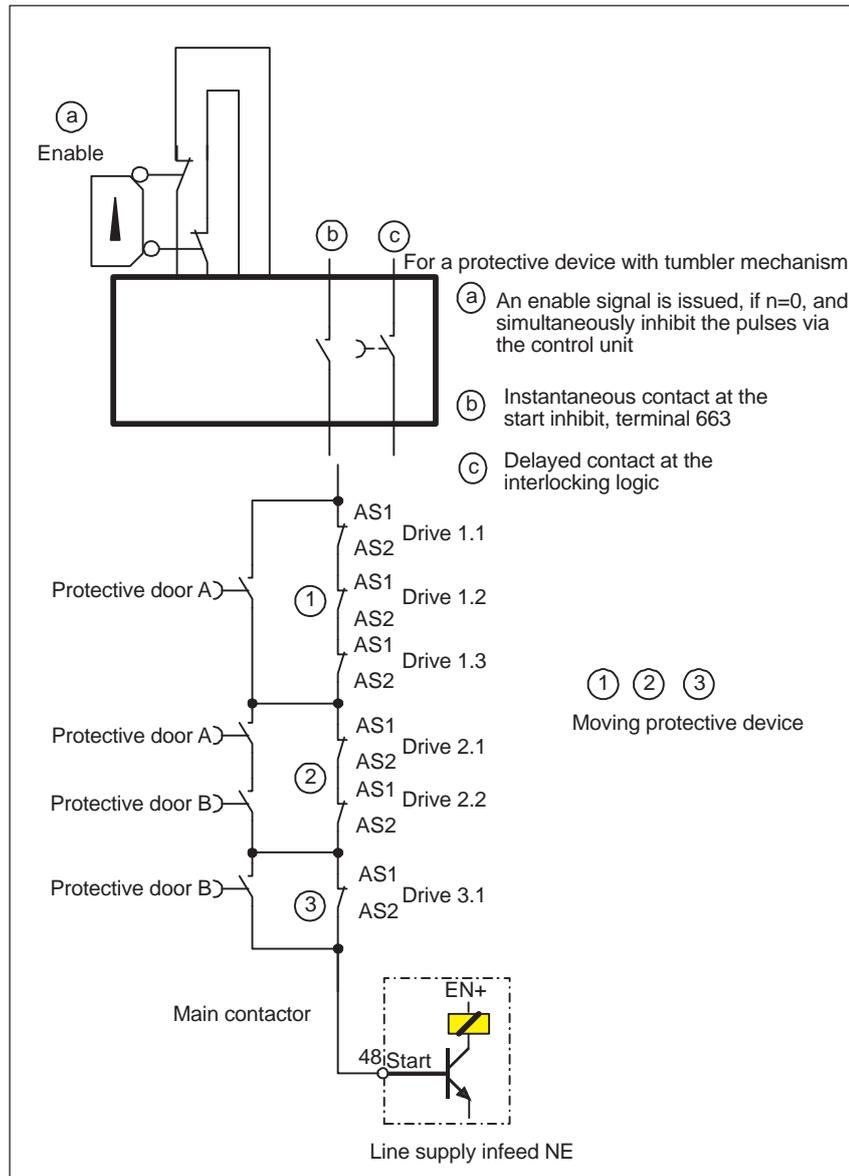 a
Enable
b
c
For a protective device with tumbler mechanism
a An enable signal is issued, if n=0, and
simultaneously inhibit the pulses via
the control unit
b Instantaneous contact at the
start inhibit, terminal 663
c Delayed contact at the
interlocking logic
AS1
AS2
Drive 1.1
Protective door A
1
AS1
AS2
Drive 1.2
AS1
AS2
Drive 1.3
1 2 3
Moving protective device
Protective door A
AS1
AS2
Drive 2.1
2
Protective door B
AS1
AS2
Drive 2.2
Protective door B
3
AS1
AS2
Drive 3.1
EN+
Main contactor
48 Start
Line supply infeed NE